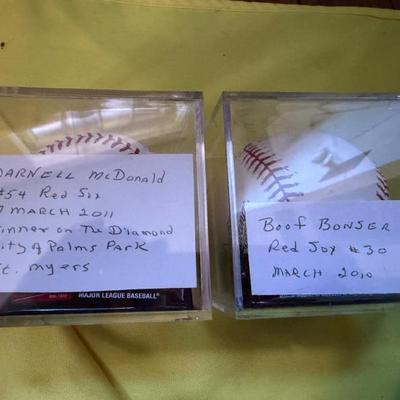 DARNELL McDONALD
#54 Red Sox
MARCH 2011
Dinner on The Diamond
City of Palms Park
Ft. Myers
MAJOR LEAGUE BASEBALL®
Boof BONSER
Red Sox #30
MARCH 2010